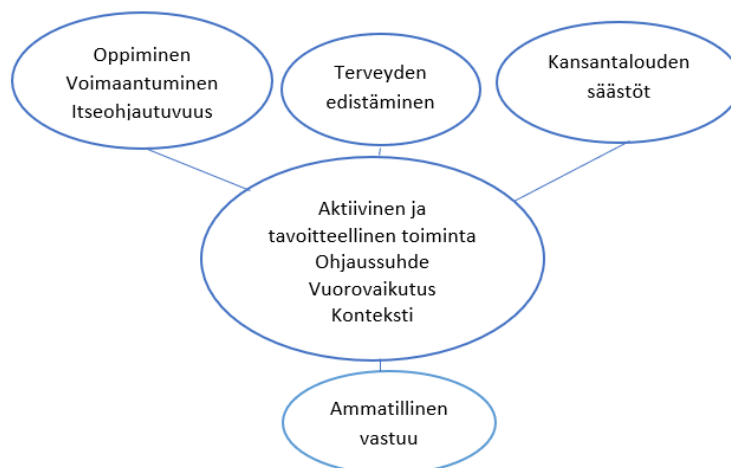 Oppiminen
Voimaantuminen
Itseohjautuvuus
Terveyden
edistäminen
Kansantalouden
säästöt
Aktiivinen ja
tavoitteellinen toiminta
Ohjaussuhde
Vuorovaikutus
Konteksti
Ammatillinen
vastuu